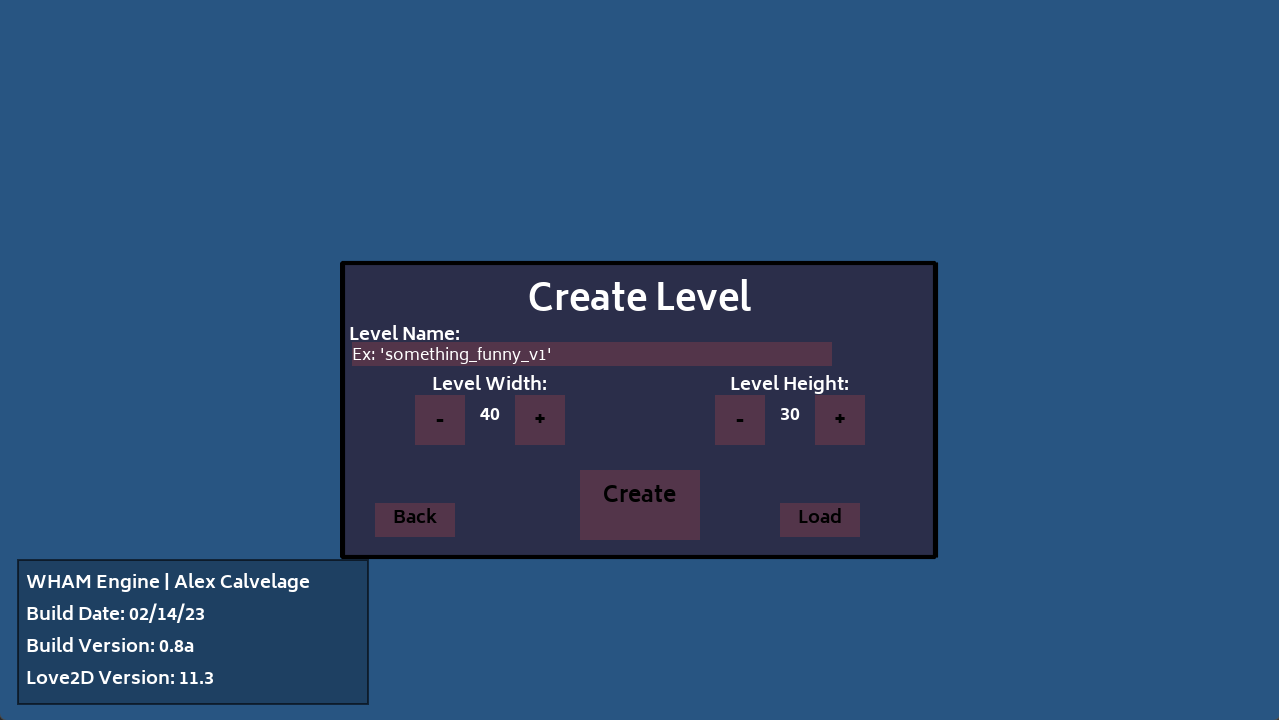 Create Level
Level Name:
Ex: 'something_funny_v1'
Level Width: Level Height:
- 40 + - 30 +
Create
Back Load
WHAM Engine | Alex Calvelage
Build Date: 02/14/23
Build Version: 0.8a
Love2D Version: 11.3